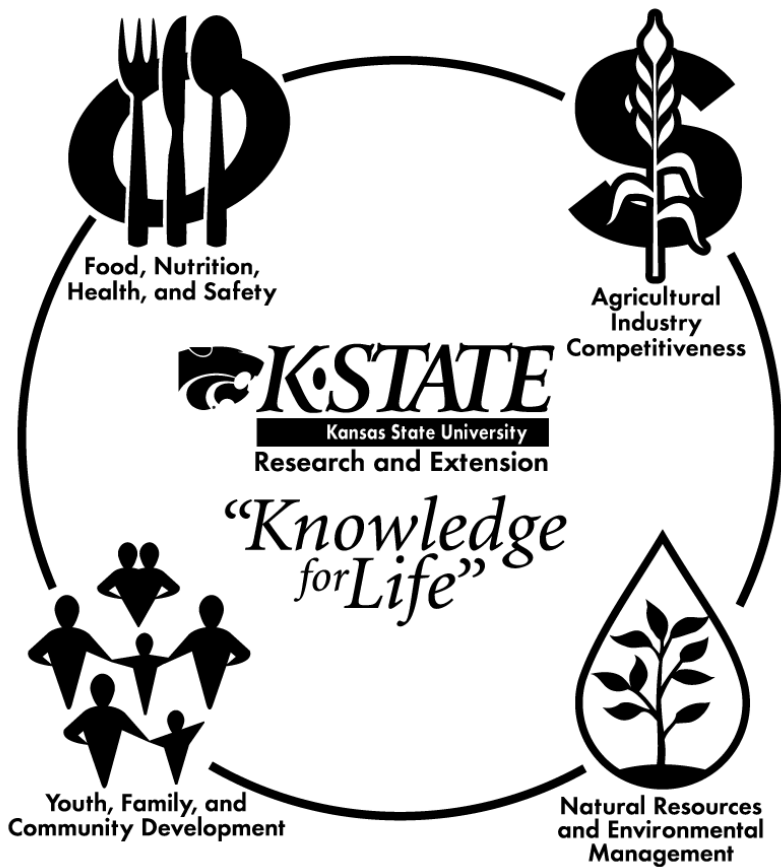 Food, Nutrition,
Health, and Safety
Agricultural
Industry
Competitiveness
K•STATE
Kansas State University
Research and Extension
“Knowledge
for Life”
Youth, Family, and
Community Development
Natural Resources
and Environmental
Management